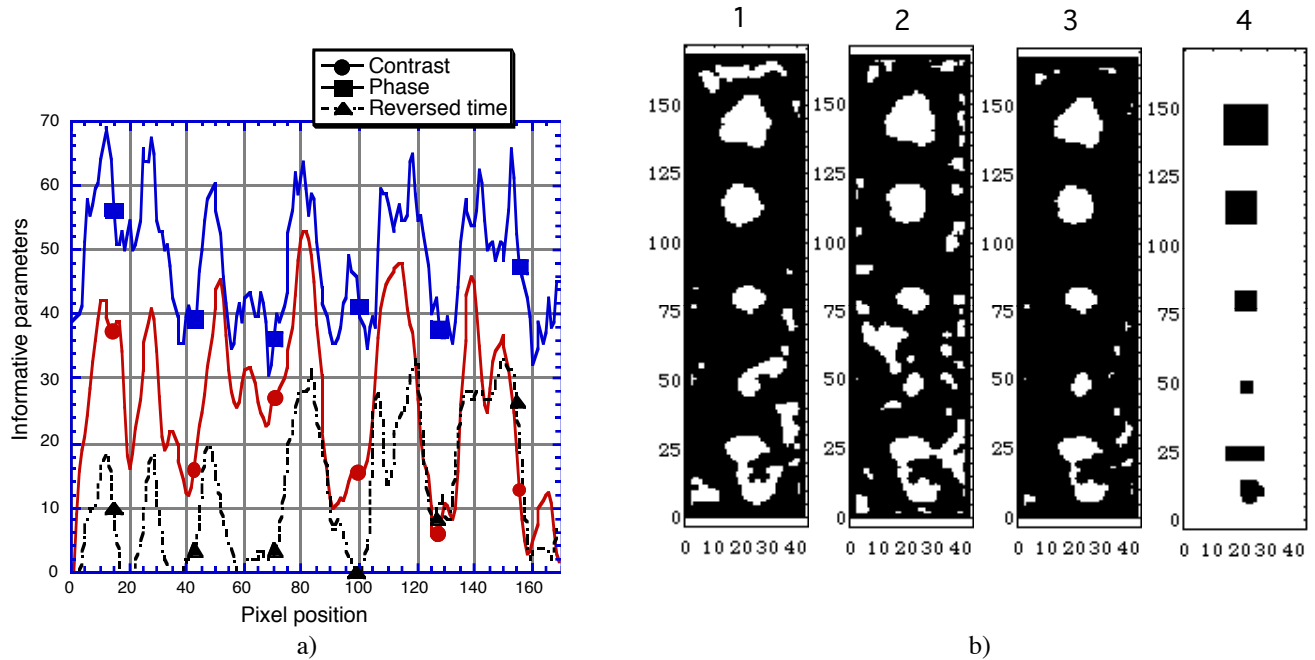 Contrast
Phase
Reversed time
70
60
50
40
30
20
10
0
Informative parameters
0 20 40 60 80 100 120 140 160
Pixel position
a)
1 2 3 4
150 125 100 75 50 25 0
0 10 20 30 40
150 125 100 75 50 25 0
0 10 20 30 40
150 125 100 75 50 25 0
0 10 20 30 40
150 125 100 75 50 25 0
0 10 20 30 40
b)